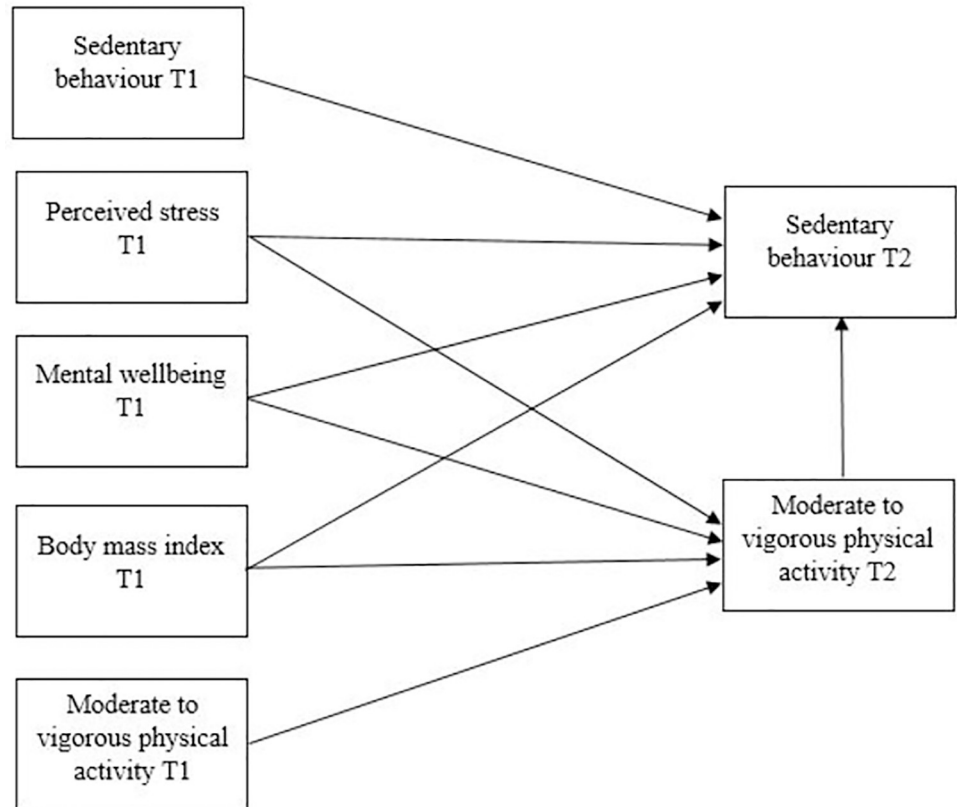 Sedentary
behaviour T1
Perceived stress
T1
Mental wellbeing
T1
Body mass index
T1
Moderate to
vigorous physical
activity T1
Sedentary
behaviour T2
Moderate to
vigorous physical
activity T2